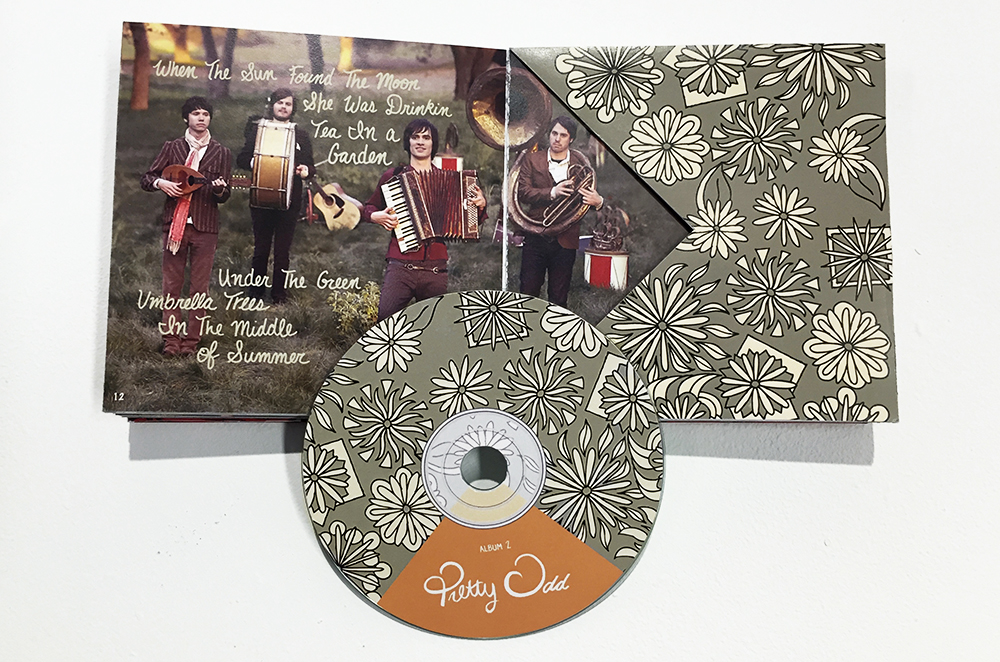 When The Sun Found The Moon
She Was Drinkin
Tea In a
Garden
Under The Green
Umbrella Trees
In The Middle
Of Summer
12
ALBUM 2
Pretty Odd